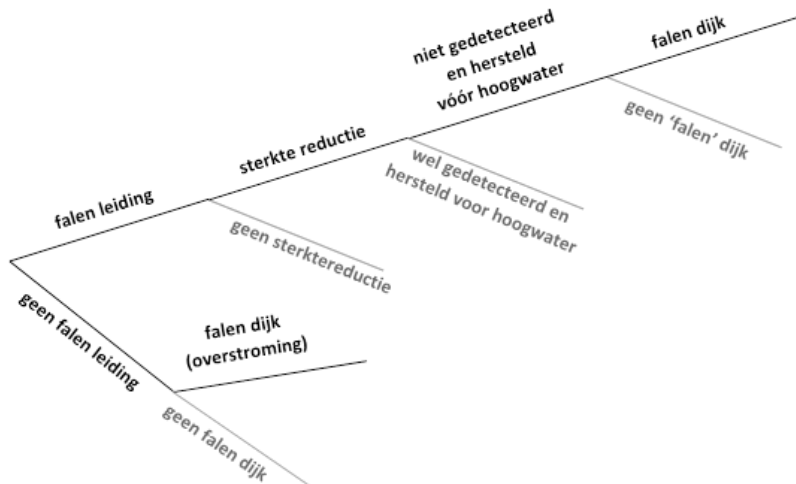 niet gedetecteerd
en hersteld
vóór hoogwater
falen dijk
geen 'falen' dijk
sterkte reductie
wel gedetecteerd en
hersteld voor hoogwater
falen leiding
geen sterktereductie
geen falen leiding
falen dijk
(overstroming)
geen falen dijk